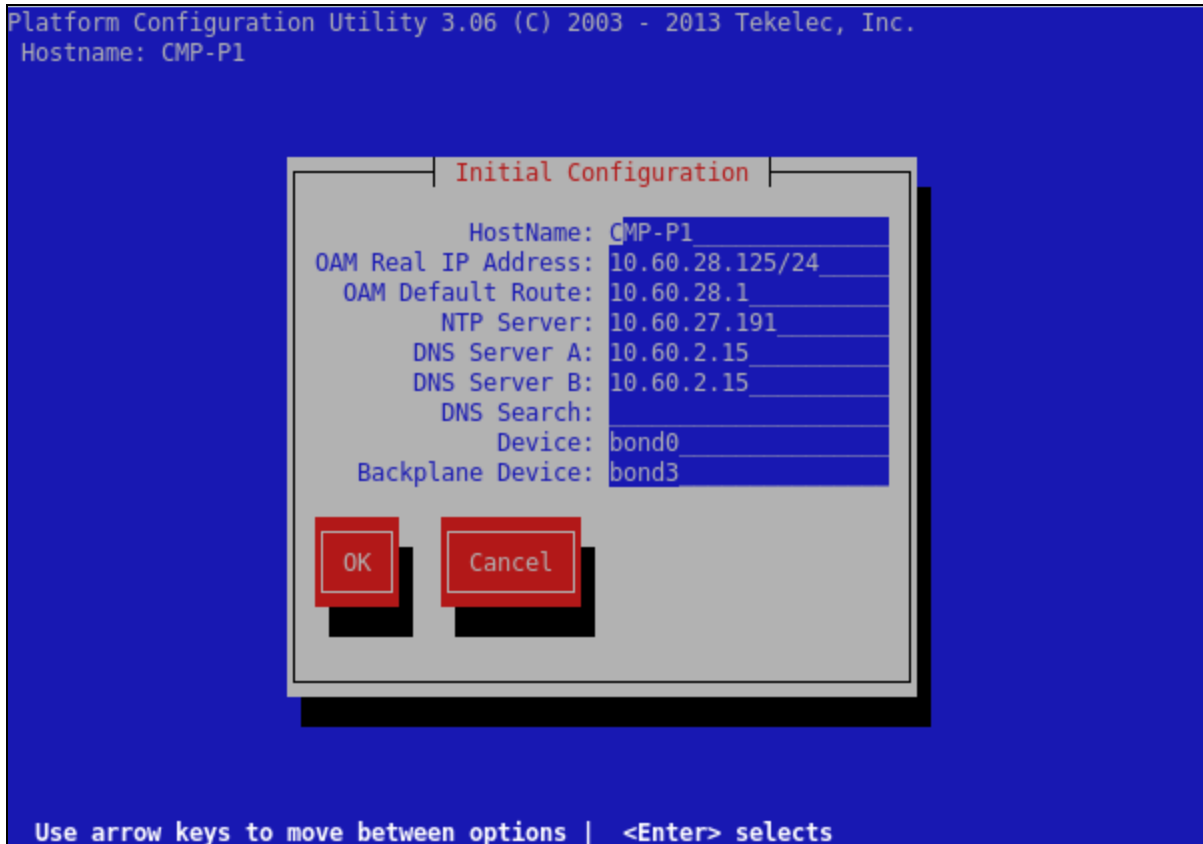 Platform Configuration Utility 3.06 (C) 2003 - 2013 Tekelec, Inc.
Hostname: CMP-P1
Initial Configuration
HostName: CMP-P1
OAM Real IP Address: 10.60.28.125/24
OAM Default Route: 10.60.28.1
NTP Server: 10.60.27.191
DNS Server A: 10.60.2.15
DNS Server B: 10.60.2.15
DNS Search:
Device: bond0
Backplane Device: bond3
OK Cancel
Use arrow keys to move between options | <Enter> selects